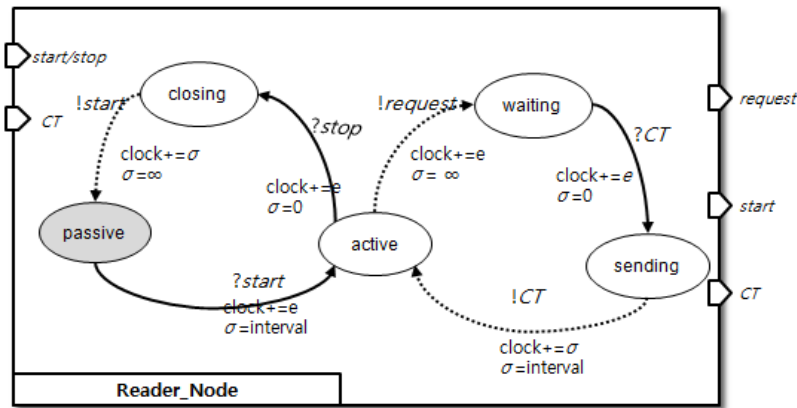 start/stop
CT
closing
!start
?stop
clock+=σ
σ=∞
clock+=e
σ=0
passive
?start
clock+=e
σ=interval
!request
clock+=e
σ= ∞
waiting
?CT
clock+=e
σ=0
active
sending
!CT
clock+=σ
σ=interval
request
start
CT
Reader_Node